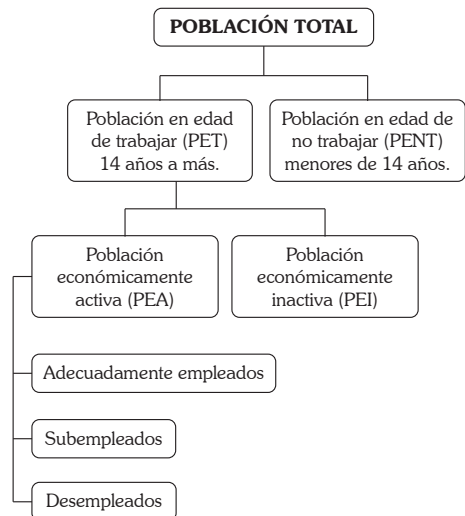 POBLACIÓN TOTAL
Población en edad
de trabajar (PET)
14 años a más.
Población en edad de
no trabajar (PENT)
menores de 14 años.
Población
económicamente
activa (PEA)
Población
económicamente
inactiva (PEI)
Adecuadamente empleados
Subempleados
Desempleados